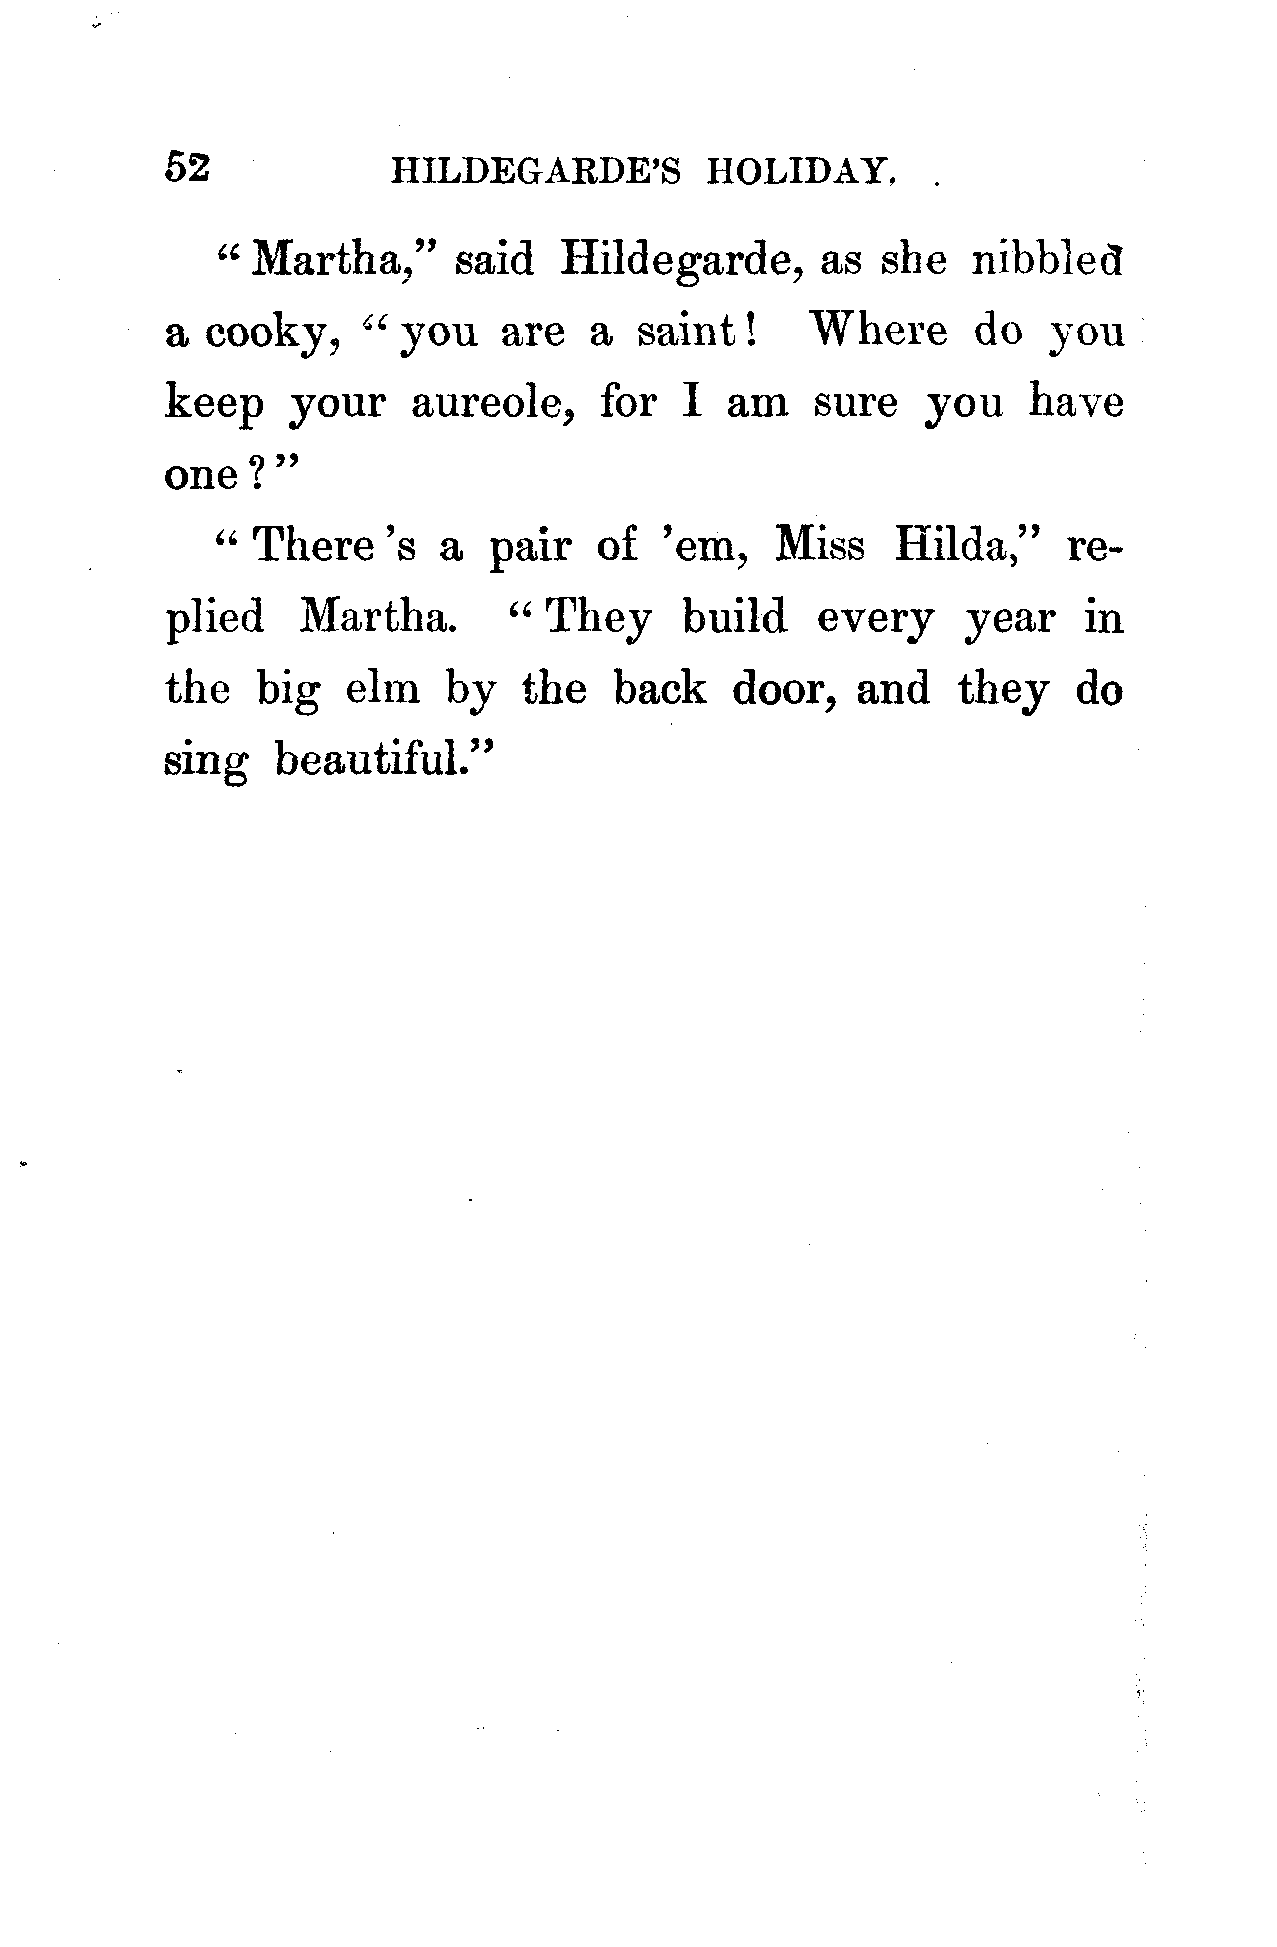 52 HILDEGARDE'S HOLIDAY.
"Martha," said Hildegarde, as she nibbled
a cooky, "you are a saint! Where do you
keep your aureole, for I am sure you have
one?"
"There 's a pair of 'em, Miss Hilda," re-
plied Martha. "They build every year in
the big elm by the back door, and they do
sing beautiful."